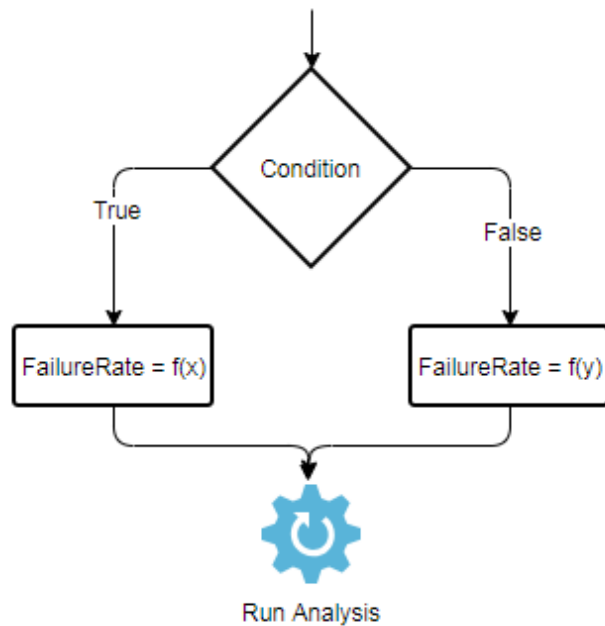 Condition
True
False
FailureRate = f(x)
FailureRate = f(y)
Run Analysis